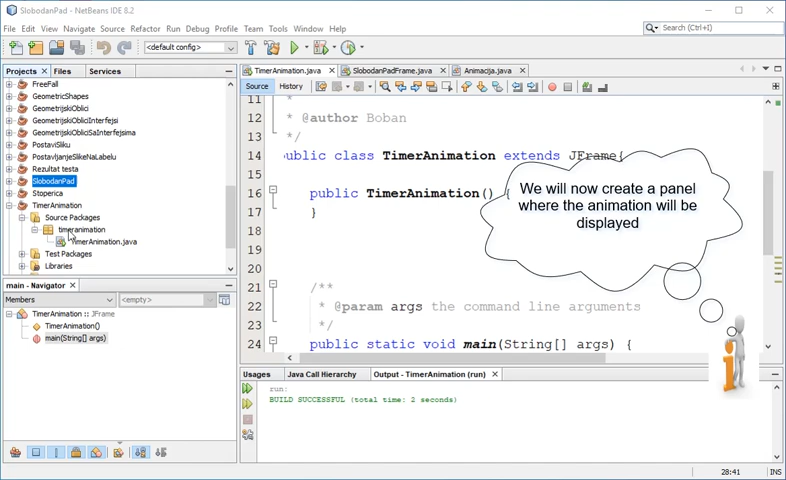 SlobodanPad - NetBeans IDE 8.2
File Edit View Navigate Source Refactor Run Debug Profile Team Tools Window Help
Search (Ctrl+I)
<default config>
Projects
Files
Services
FreeFall
GeometricShapes
GeometrijskiOblici
GeometrijskiObliciInterfejsi
GeometrijskiObliciSaInterfejsima
PostaviSliku
PostavljanjeSlikeNaLabelu
Rezultat testa
SlobodanPad
Stoperica
TimerAnimation
Source Packages
timeranimation
TimerAnimation.java
Test Packages
Libraries
main - Navigator
Members
<empty>
TimerAnimation :: JFrame
TimerAnimation()
main(String[] args)
TimerAnimation.java
SlobodanPadFrame.java
Animacija.java
Source
History
11 *
12 * @author Boban
13 */
14 ublic class TimerAnimation extends JFrame{
15
16 public TimerAnimation() {
17 }
18
19
20
21 /**
22 * @param args the command line arguments
23 */
24 public static void main(String[] args) {
We will now create a panel
where the animation will be
displayed
Usages
Java Call Hierarchy
Output - TimerAnimation (run)
run:
BUILD SUCCESSFUL (total time: 2 seconds)
28:41
INS